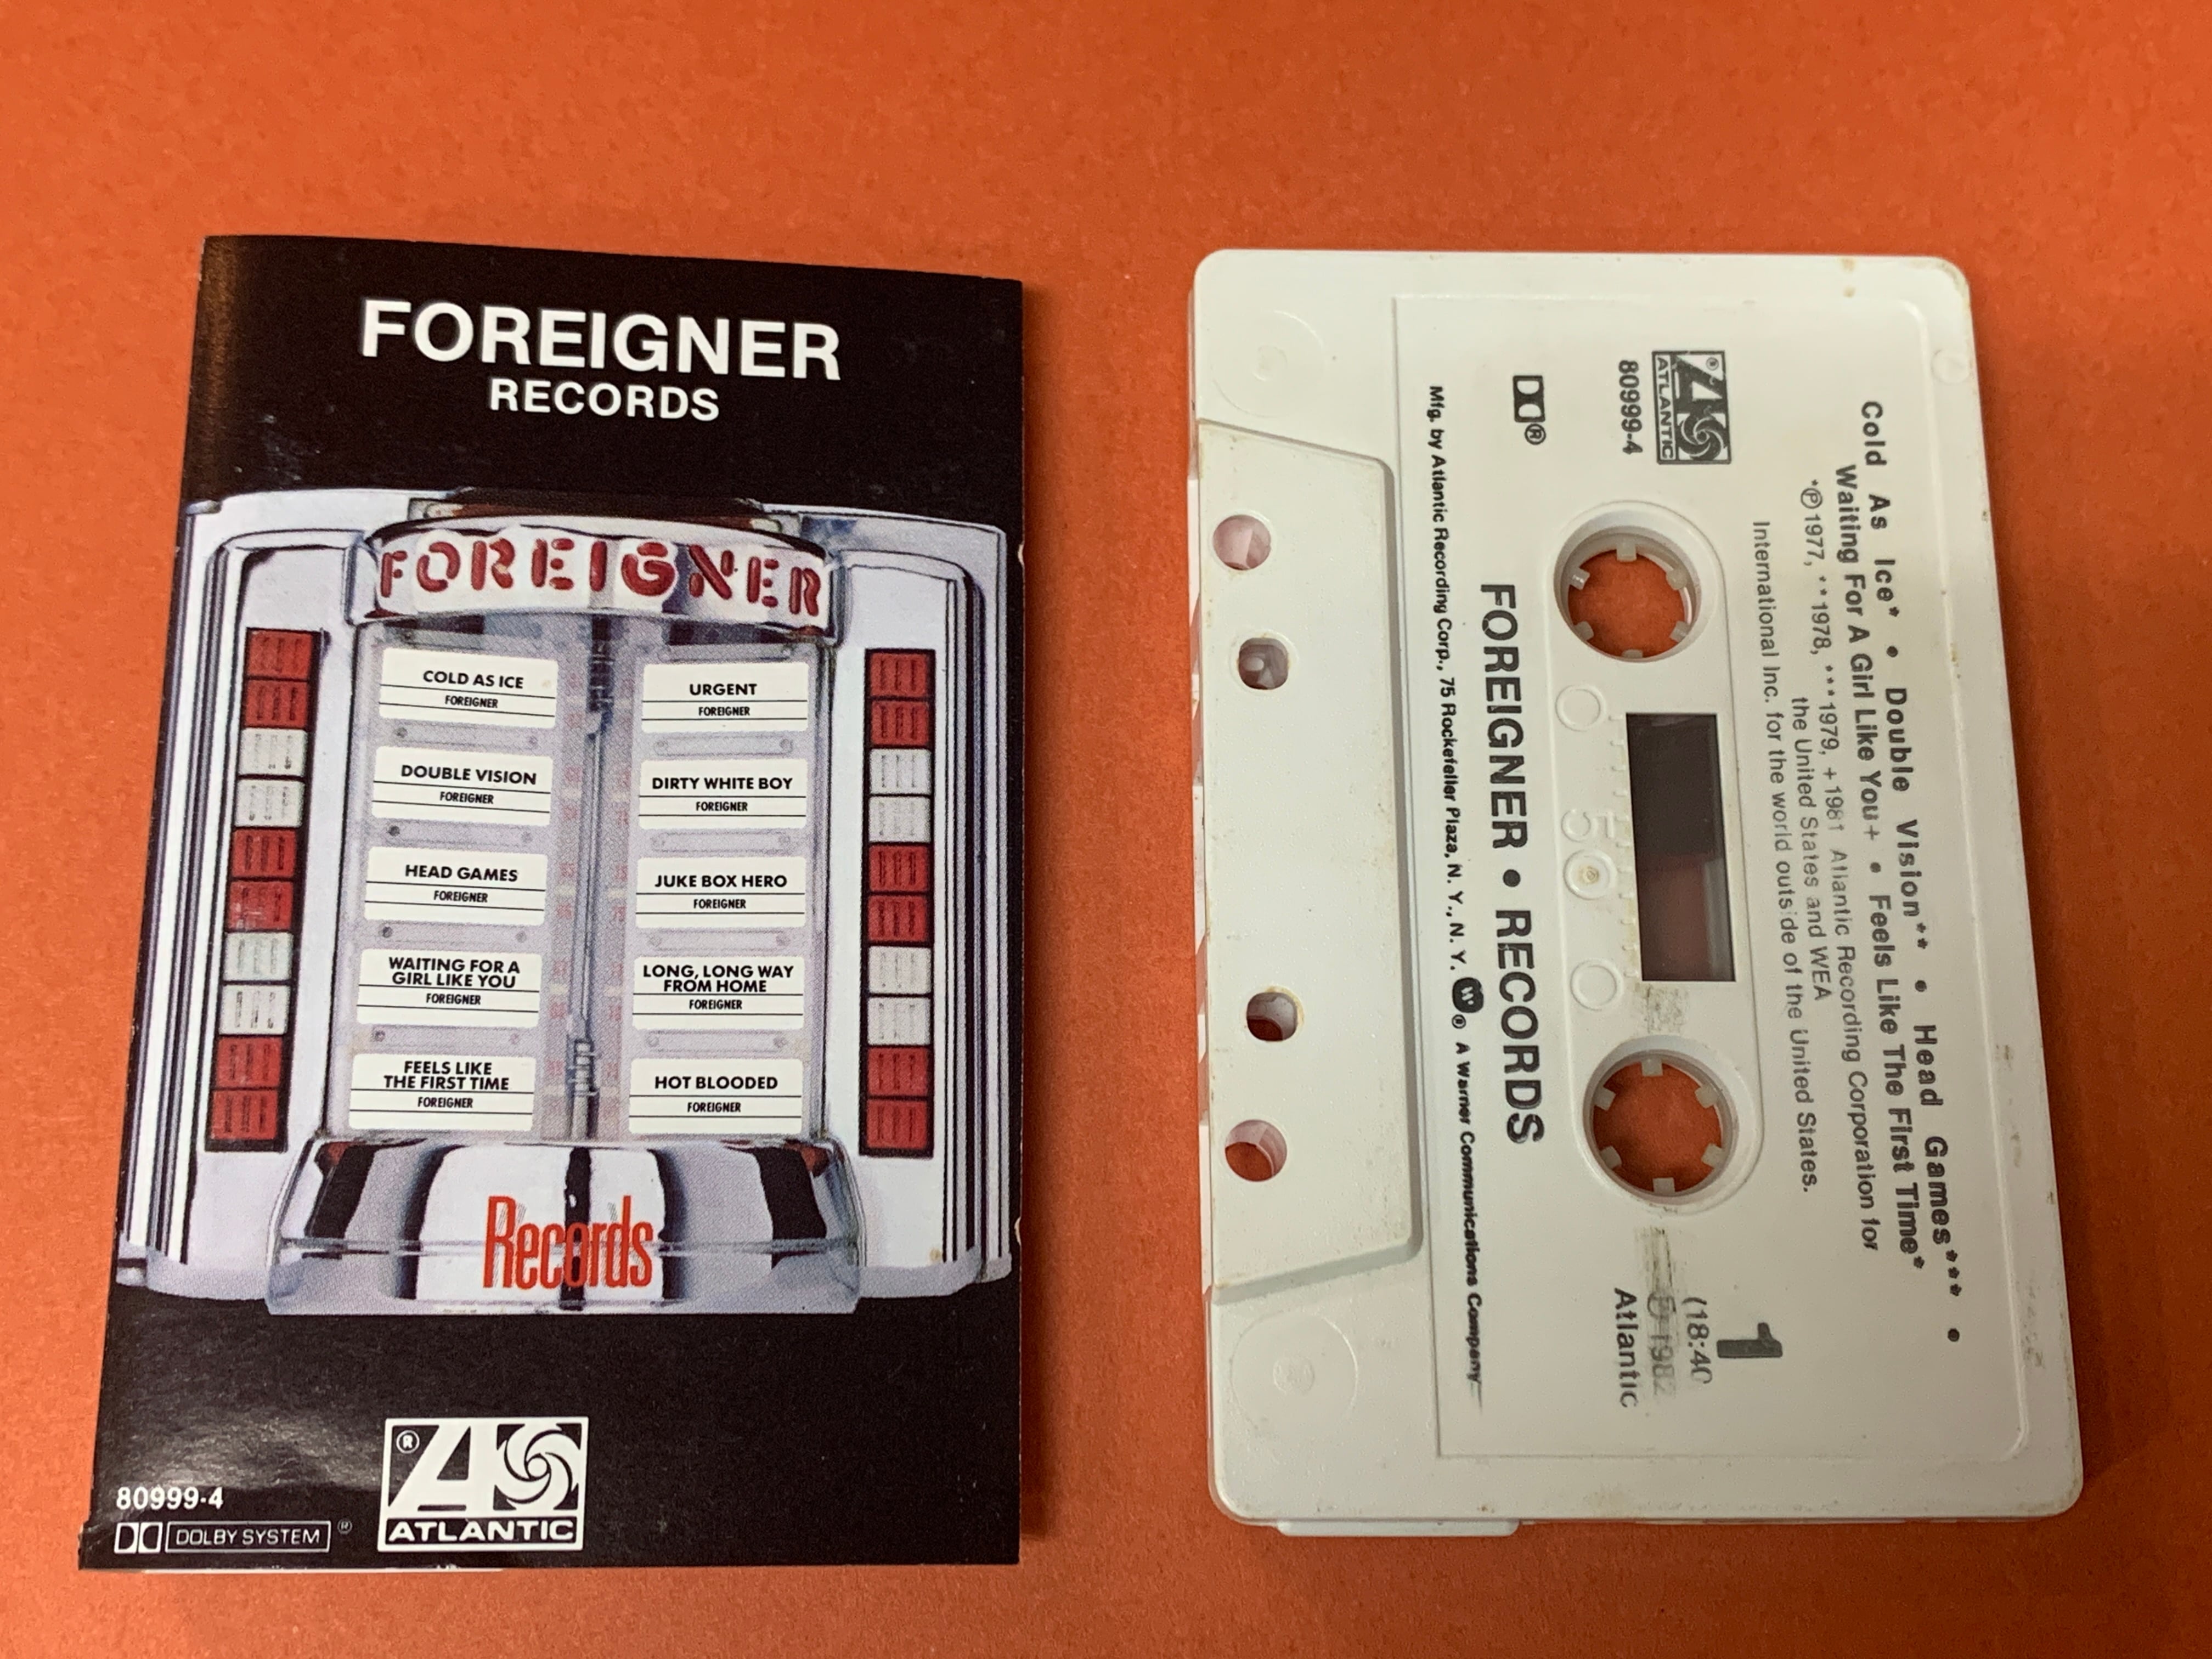 FOREIGNER
RECORDS
FOREIGNER
COLD AS ICE
FOREIGNER
DOUBLE VISION
FOREIGNER
HEAD GAMES
FOREIGNER
WAITING FOR A
GIRL LIKE YOU
FOREIGNER
FEELS LIKE
THE FIRST TIME
FOREIGNER
URGENT
FOREIGNER
DIRTY WHITE BOY
FOREIGNER
JUKE BOX HERO
FOREIGNER
LONG, LONG WAY
FROM HOME
FOREIGNER
HOT BLOODED
FOREIGNER
Records
80999-4
DOLBY SYSTEM ®
® ATLANTIC
Cold As Ice* • Double Vision** • Head Games*** •
Waiting For A Girl Like You+ • Feels Like The First Time*
*℗1977, **1978, ***1979, +1981 Atlantic Recording Corporation for
the United States and WEA
International Inc. for the world outside of the United States.
® ATLANTIC
80999-4
1
(18:40
1982
Atlantic
50
®
FOREIGNER • RECORDS
Mfg. by Atlantic Recording Corp., 75 Rockefeller Plaza, N. Y., N. Y. ® A Warner Communications Company